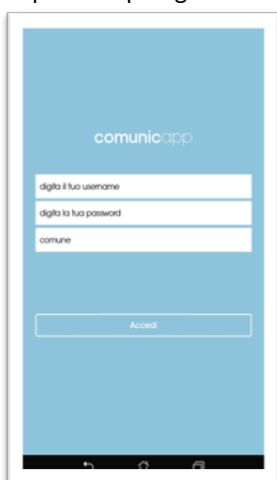 comunicapp
digita il tuo username
digita la tua password
comune
Accedi